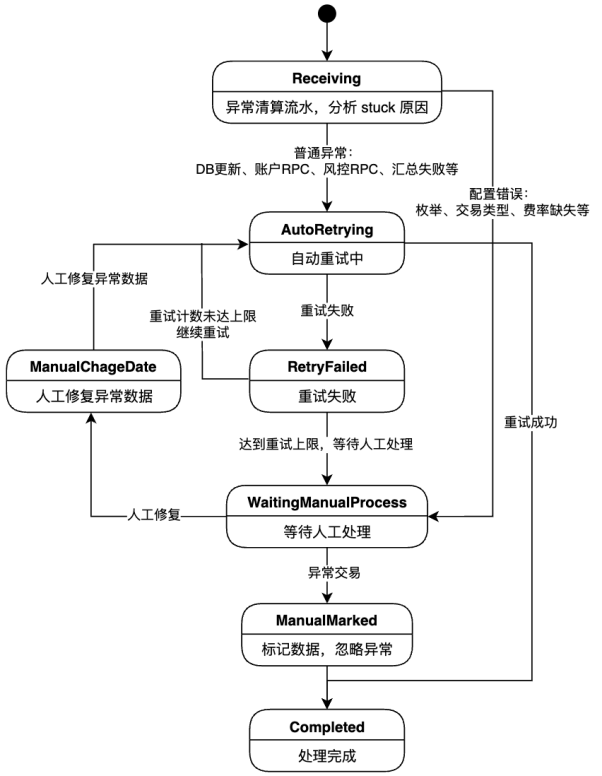 Receiving
异常清算流水，分析 stuck 原因
普通异常：
DB更新、账户RPC、风控RPC、汇总失败等
配置错误：
枚举、交易类型、费率缺失等
AutoRetrying
自动重试中
人工修复异常数据
重试计数未达上限
继续重试
重试失败
ManualChageDate
人工修复异常数据
RetryFailed
重试失败
重试成功
达到重试上限，等待人工处理
WaitingManualProcess
等待人工处理
人工修复
异常交易
ManualMarked
标记数据，忽略异常
Completed
处理完成